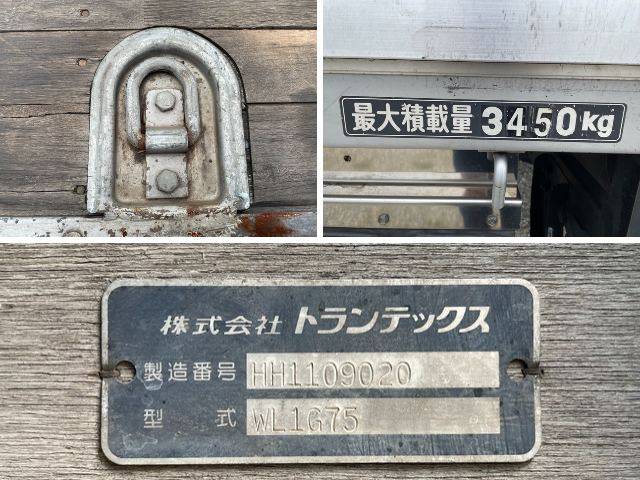 最大積載量 3450kg
株式会社 トランテックス
製造番号 HH1109020
型式 WL1G75